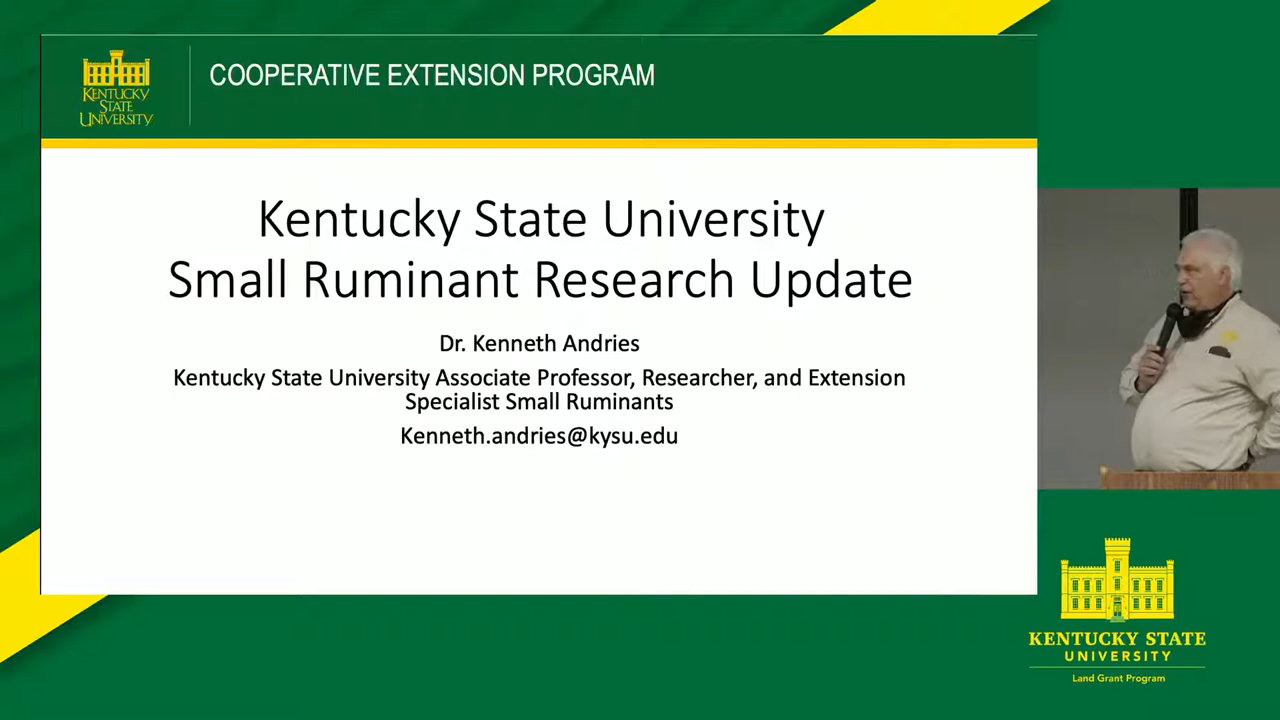 KENTUCKY
STATE
UNIVERSITY
COOPERATIVE EXTENSION PROGRAM
Kentucky State University
Small Ruminant Research Update
Dr. Kenneth Andries
Kentucky State University Associate Professor, Researcher, and Extension
Specialist Small Ruminants
Kenneth.andries@kysu.edu
KENTUCKY STATE
UNIVERSITY
Land Grant Program